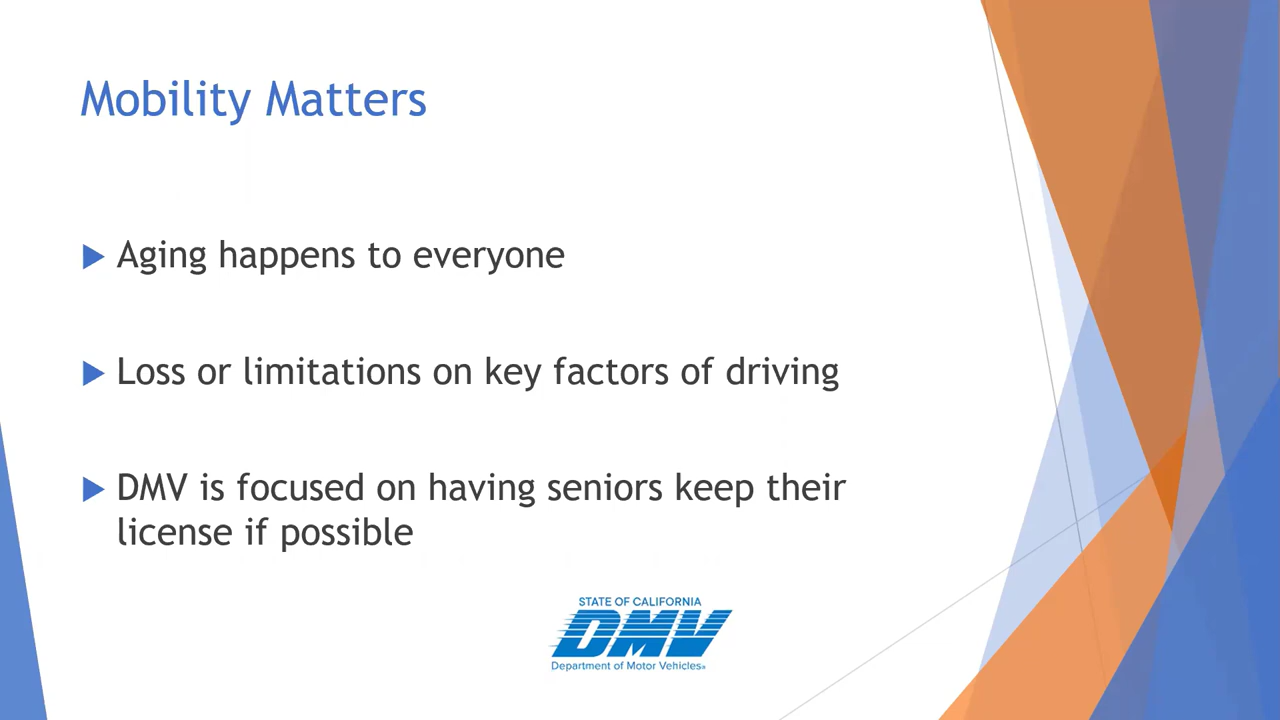 Mobility Matters
Aging happens to everyone
Loss or limitations on key factors of driving
DMV is focused on having seniors keep their
license if possible
STATE OF CALIFORNIA
DMV
Department of Motor Vehicles